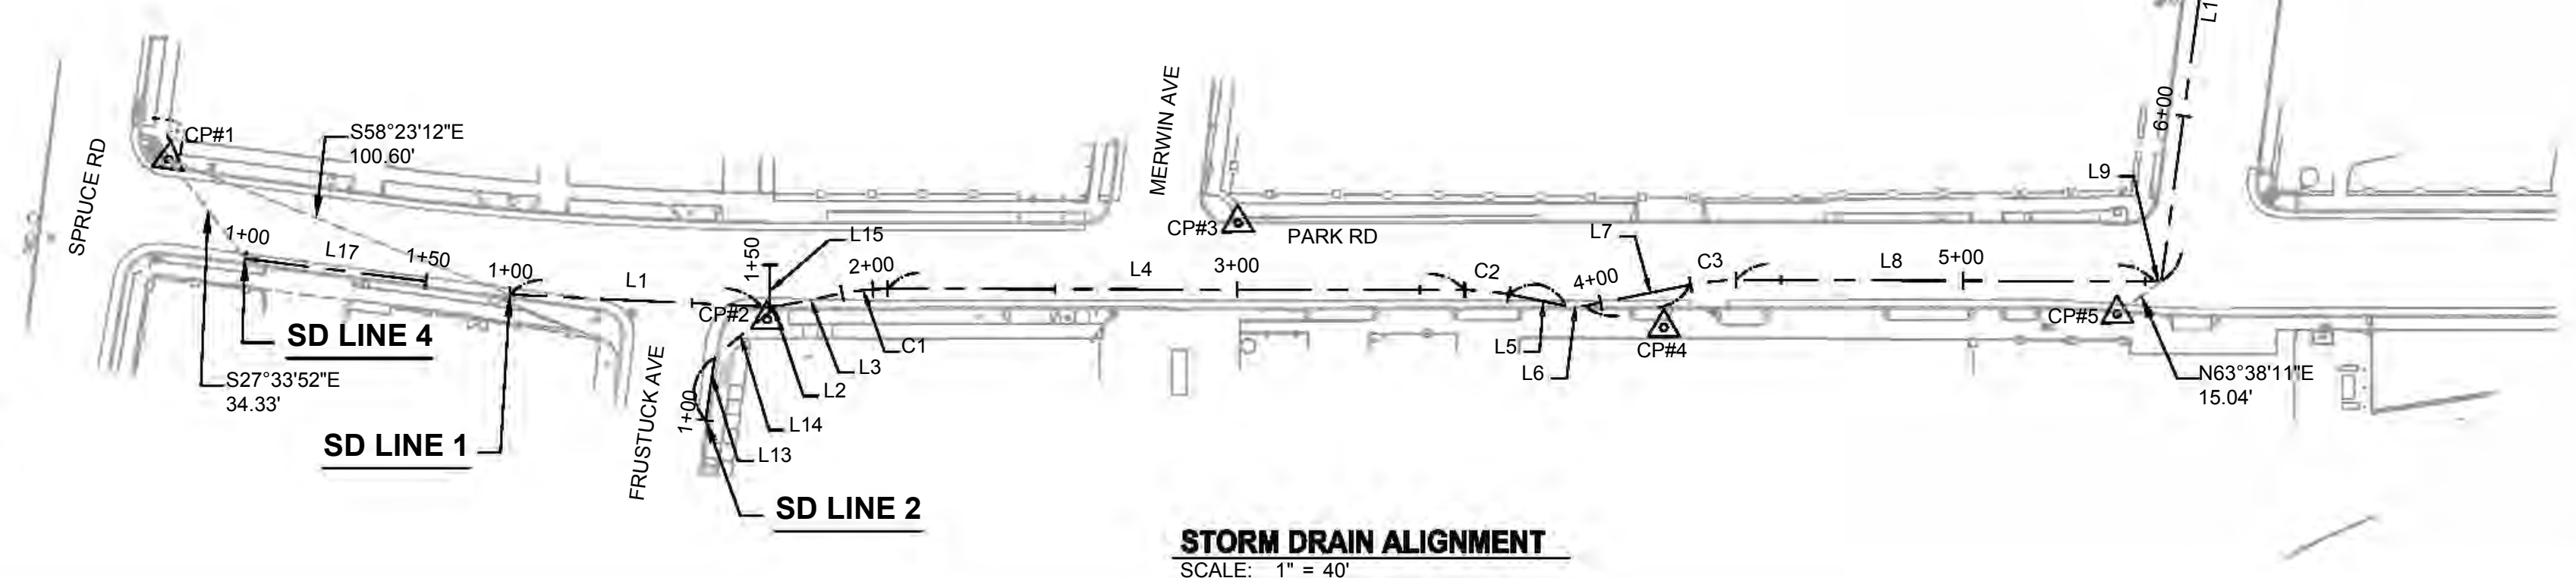 L1
6+00
MERWIN AVE
SPRUCE RD
CP#1
S58°23'12"E
100.60'
L9
1+00
L17
1+50
1+00
L1
1+50
L15
2+00
L4
3+00
CP#3
PARK RD
L7
C2
4+00
C3
L8
5+00
CP#2
CP#5
SD LINE 4
C1
L5
CP#4
L3
L6
S27°33'52"E
34.33'
L2
N63°38'11"E
15.04'
FRUSTUCK AVE
1+00
L14
SD LINE 1
L13
SD LINE 2
STORM DRAIN ALIGNMENT
SCALE: 1" = 40'